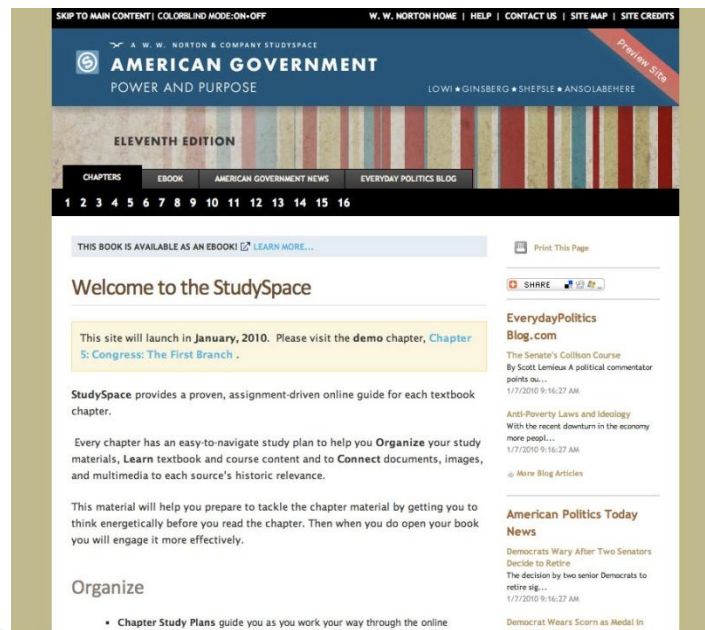 SKIP TO MAIN CONTENT| COLORBLIND MODE:ON•OFF
W. W. NORTON HOME | HELP | CONTACT US | SITE MAP | SITE CREDITS
A W. W. NORTON & COMPANY STUDYSPACE
AMERICAN GOVERNMENT
POWER AND PURPOSE
LOWI★GINSBERG★SHEPSLE★ANSOLABEHERE
Preview Site
ELEVENTH EDITION
CHAPTERS EBOOK AMERICAN GOVERNMENT NEWS EVERYDAY POLITICS BLOG
1 2 3 4 5 6 7 8 9 10 11 12 13 14 15 16
THIS BOOK IS AVAILABLE AS AN EBOOK! LEARN MORE...
Welcome to the StudySpace
This site will launch in January, 2010. Please visit the demo chapter, Chapter
5: Congress: The First Branch .
StudySpace provides a proven, assignment-driven online guide for each textbook
chapter.
Every chapter has an easy-to-navigate study plan to help you Organize your study
materials, Learn textbook and course content and to Connect documents, images,
and multimedia to each source's historic relevance.
This material will help you prepare to tackle the chapter material by getting you to
think energetically before you read the chapter. Then when you do open your book
you will engage it more effectively.
Organize
• Chapter Study Plans guide you as you work your way through the online
Print This Page
SHARE
EverydayPolitics
Blog.com
The Senate's Collison Course
By Scott Lemieux A political commentator
points ou...
1/7/2010 9:16:27 AM
Anti-Poverty Laws and Ideology
With the recent downturn in the economy
more peopl...
1/7/2010 9:16:27 AM
More Blog Articles
American Politics Today
News
Democrats Wary After Two Senators
Decide to Retire
The decision by two senior Democrats to
retire sig...
1/7/2010 9:16:27 AM
Democrat Wears Scorn as Medal in